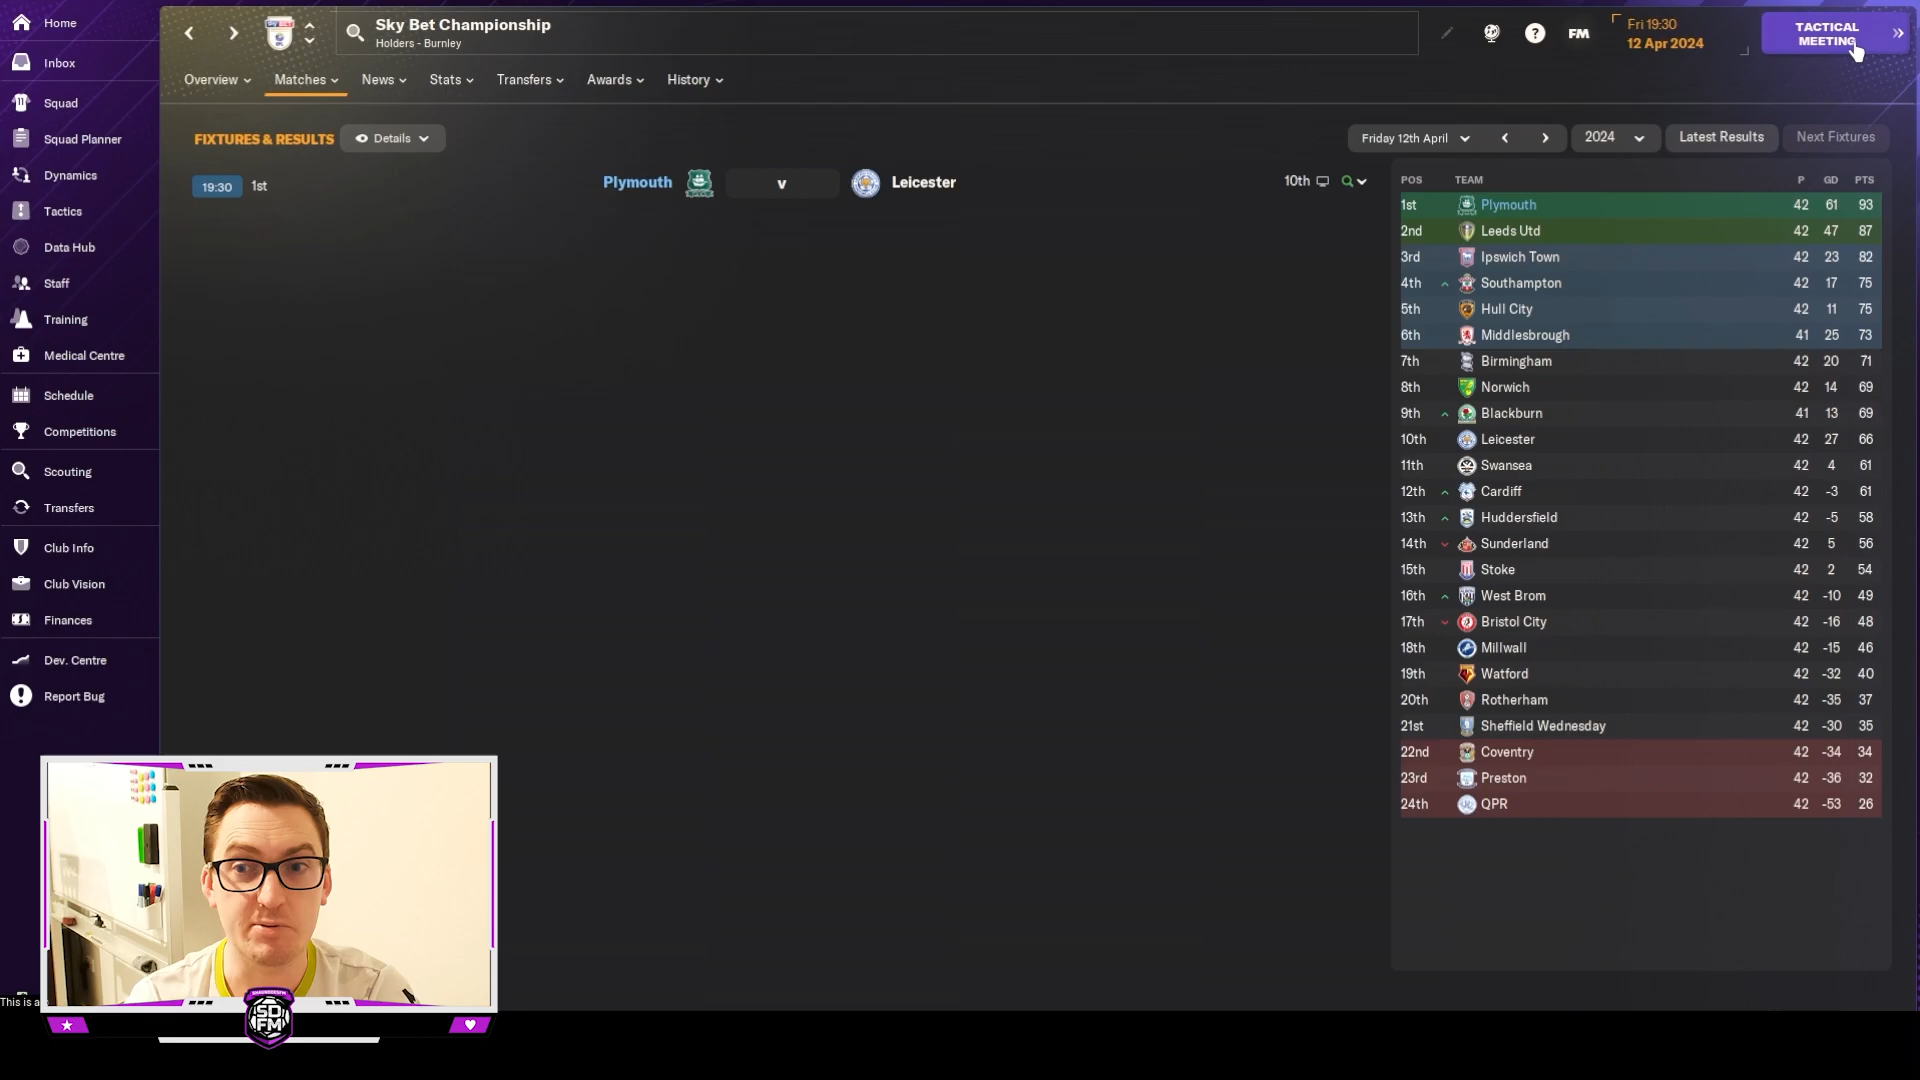 Home
Inbox
Squad
Squad Planner
Dynamics
Tactics
Data Hub
Staff
Training
Medical Centre
Schedule
Competitions
Scouting
Transfers
Club Info
Club Vision
Finances
Dev. Centre
Report Bug
Sky Bet Championship
Holders - Burnley
FM
Fri 19:30
12 Apr 2024
TACTICAL
MEETING
Overview Matches News Stats Transfers Awards History
FIXTURES & RESULTS Details
Friday 12th April 2024 Latest Results Next Fixtures
19:30 1st Plymouth v Leicester 10th
POS TEAM P GD PTS
1st Plymouth 42 61 93
2nd Leeds Utd 42 47 87
3rd Ipswich Town 42 23 82
4th Southampton 42 17 75
5th Hull City 42 11 75
6th Middlesbrough 41 25 73
7th Birmingham 42 20 71
8th Norwich 42 14 69
9th Blackburn 41 13 69
10th Leicester 42 27 66
11th Swansea 42 4 61
12th Cardiff 42 -3 61
13th Huddersfield 42 -5 58
14th Sunderland 42 5 56
15th Stoke 42 2 54
16th West Brom 42 -10 49
17th Bristol City 42 -16 48
18th Millwall 42 -15 46
19th Watford 42 -32 40
20th Rotherham 42 -35 37
21st Sheffield Wednesday 42 -30 35
22nd Coventry 42 -34 34
23rd Preston 42 -36 32
24th QPR 42 -53 26
This is a
SD
FM